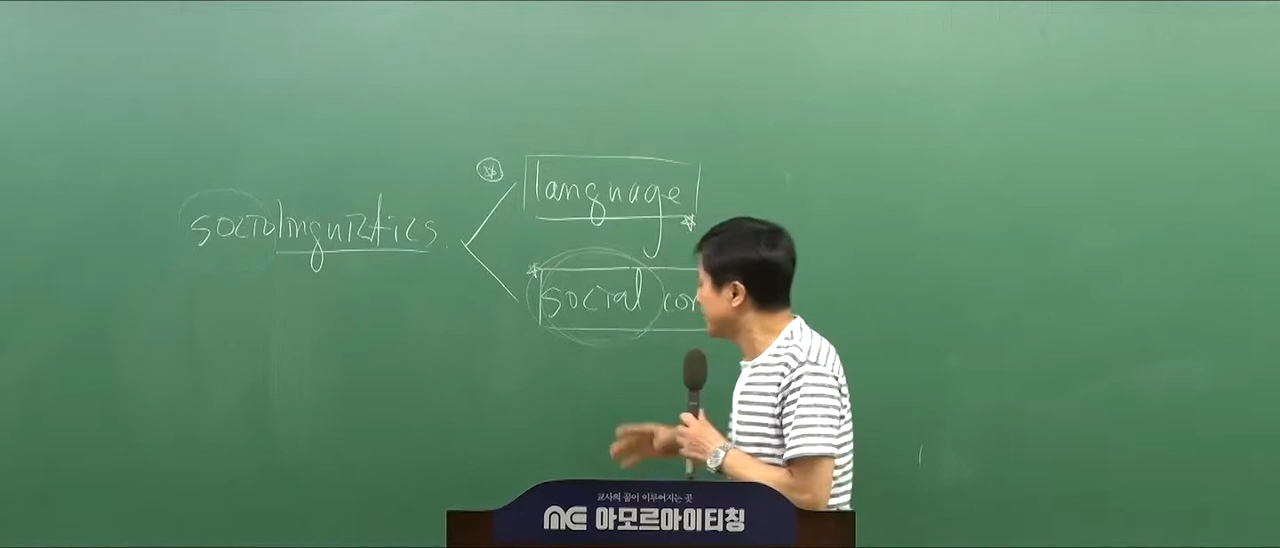 sociolinguistics
language
social con
교사의 꿈이 이루어지는 곳
아모르아이티칭